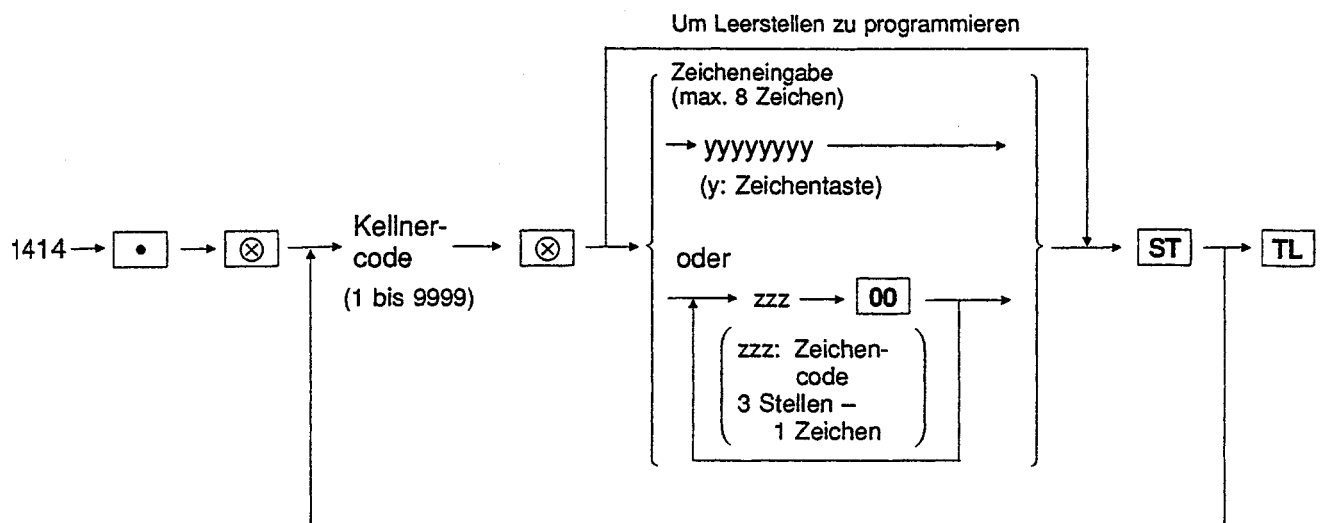 Um Leerstellen zu programmieren
Zeicheneingabe
(max. 8 Zeichen)
yyyyyyyy
(y: Zeichentaste)
1414 • ⊗ Kellner-
code
(1 bis 9999)
⊗
oder
zzz 00
zzz: Zeichen-
code
3 Stellen –
1 Zeichen
ST TL